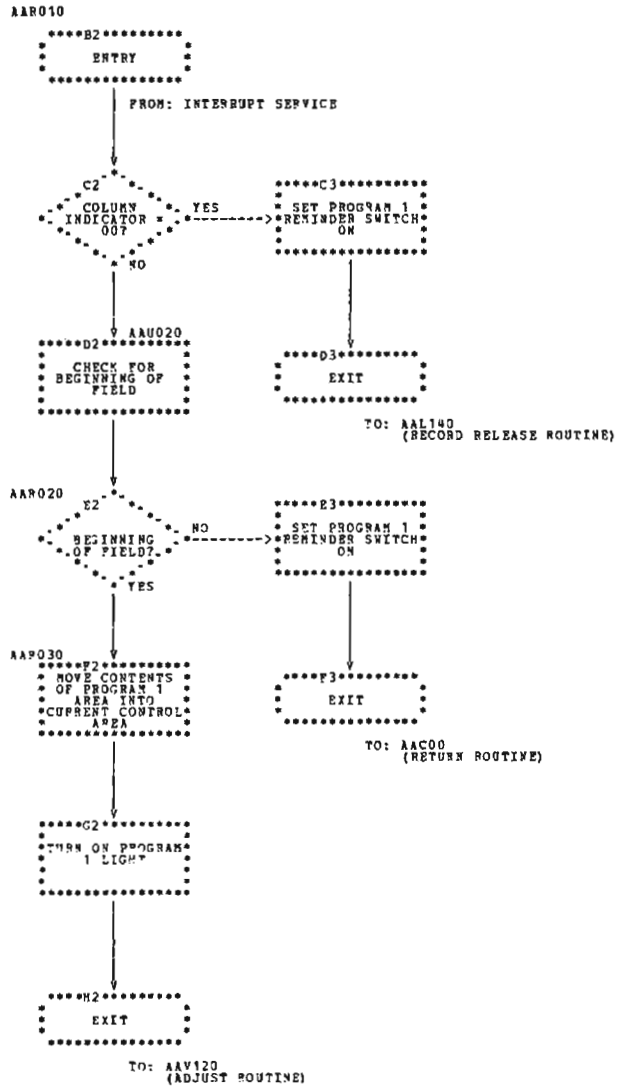 AAR010
B2
ENTRY
FROM: INTERRUPT SERVICE
C2
COLUMN
INDICATOR =
00?
YES
NO
C3
SET PROGRAM 1
REMINDER SWITCH
ON
AAU020
D2
CHECK FOR
BEGINNING OF
FIELD
D3
EXIT
TO: AAL140
(RECORD RELEASE ROUTINE)
AAR020
E2
BEGINNING
OF FIELD?
NO
YES
E3
SET PROGRAM 1
REMINDER SWITCH
ON
AAR030
F2
MOVE CONTENTS
OF PROGRAM 1
AREA INTO
CURRENT CONTROL
AREA
F3
EXIT
TO: AAC00
(RETURN ROUTINE)
G2
TURN ON PROGRAM
1 LIGHT
H2
EXIT
TO: AAV120
(ADJUST ROUTINE)